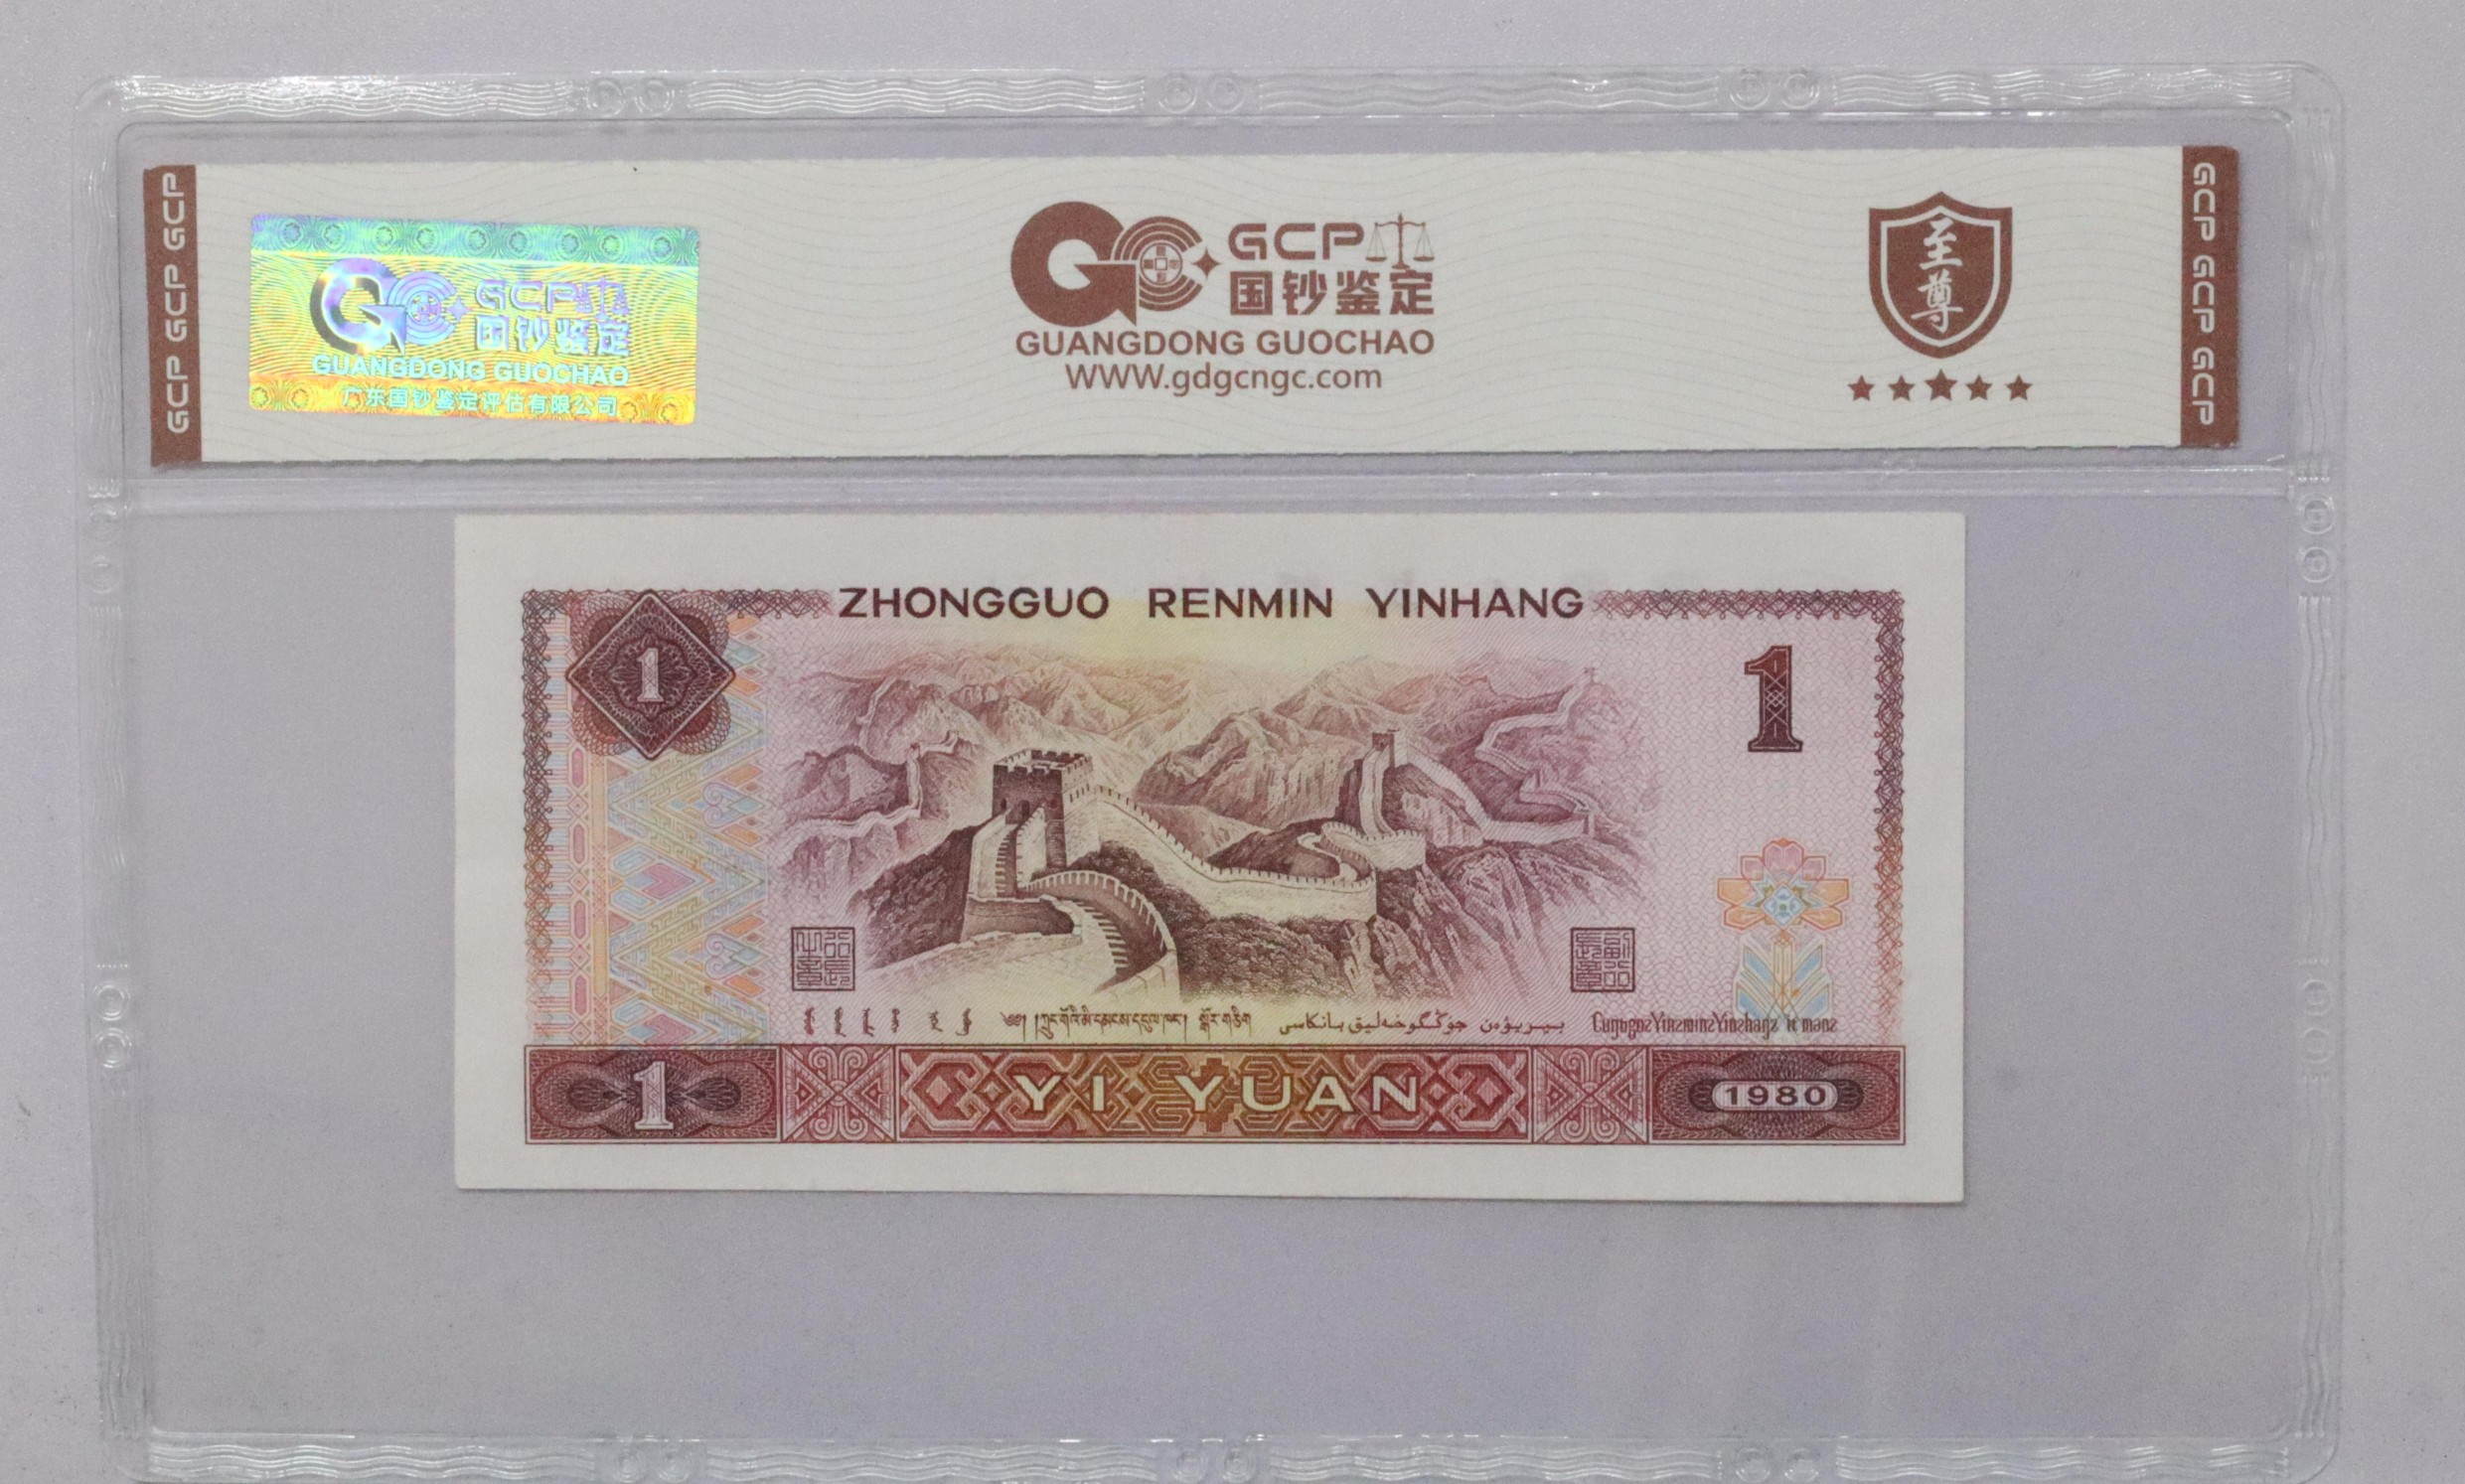 GCP GCP GCP
GCP
国钞鉴定
GUANGDONG GUOCHAO
广东国钞鉴定评估有限公司
GCP
国钞鉴定
GUANGDONG GUOCHAO
www.gdgcngc.com
至尊
GCP GCP GCP
ZHONGGUO RENMIN YINHANG
1
1
1
YI YUAN
1980